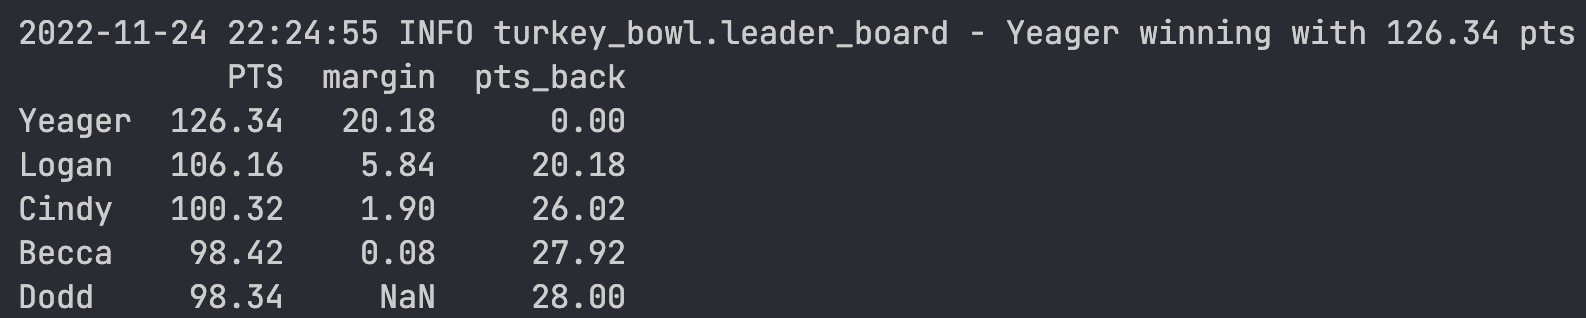 2022-11-24 22:24:55 INFO turkey_bowl.leader_board - Yeager winning with 126.34 pts
PTS margin pts_back
Yeager 126.34 20.18 0.00
Logan 106.16 5.84 20.18
Cindy 100.32 1.90 26.02
Becca 98.42 0.08 27.92
Dodd 98.34 NaN 28.00